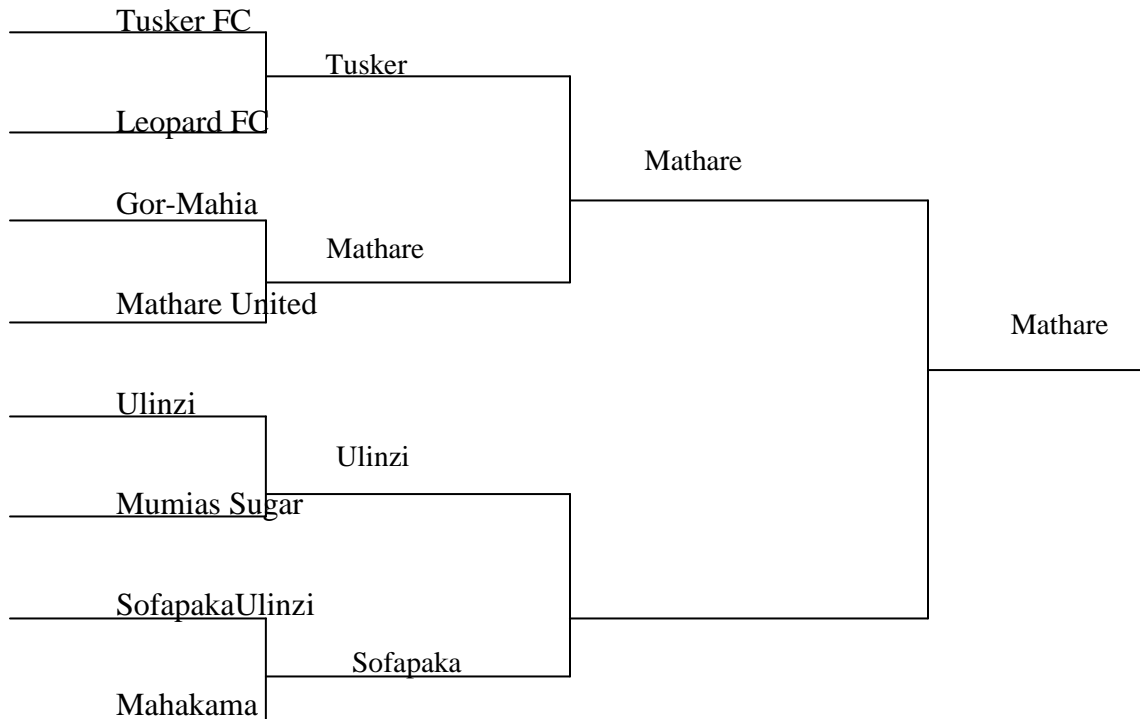 Tusker FC
Tusker
Leopard FC
Mathare
Gor-Mahia
Mathare
Mathare United
Mathare
Ulinzi
Ulinzi
Mumias Sugar
SofapakaUlinzi
Sofapaka
Mahakama